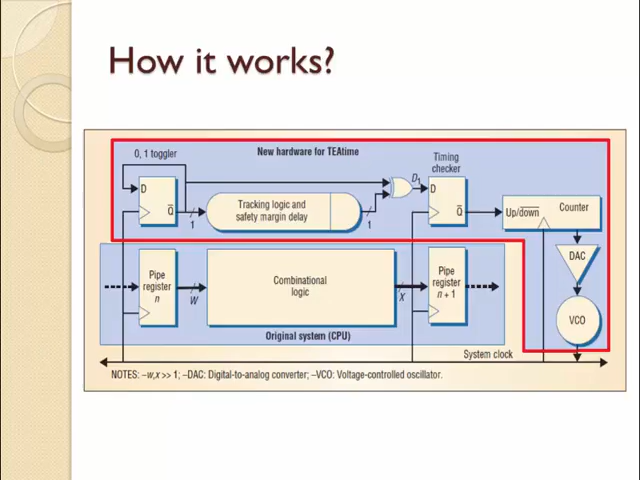 How it works?
0, 1 toggler
New hardware for TEAtime
Timing
checker
D
Q̅
1
Tracking logic and
safety margin delay
1
D₁
D
Q̅
Up/d̅o̅w̅n̅
Counter
DAC
VCO
Pipe
register
n
W
Combinational
logic
X
Pipe
register
n + 1
Original system (CPU)
System clock
NOTES: –w,x >> 1; –DAC: Digital-to-analog converter; –VCO: Voltage-controlled oscillator.